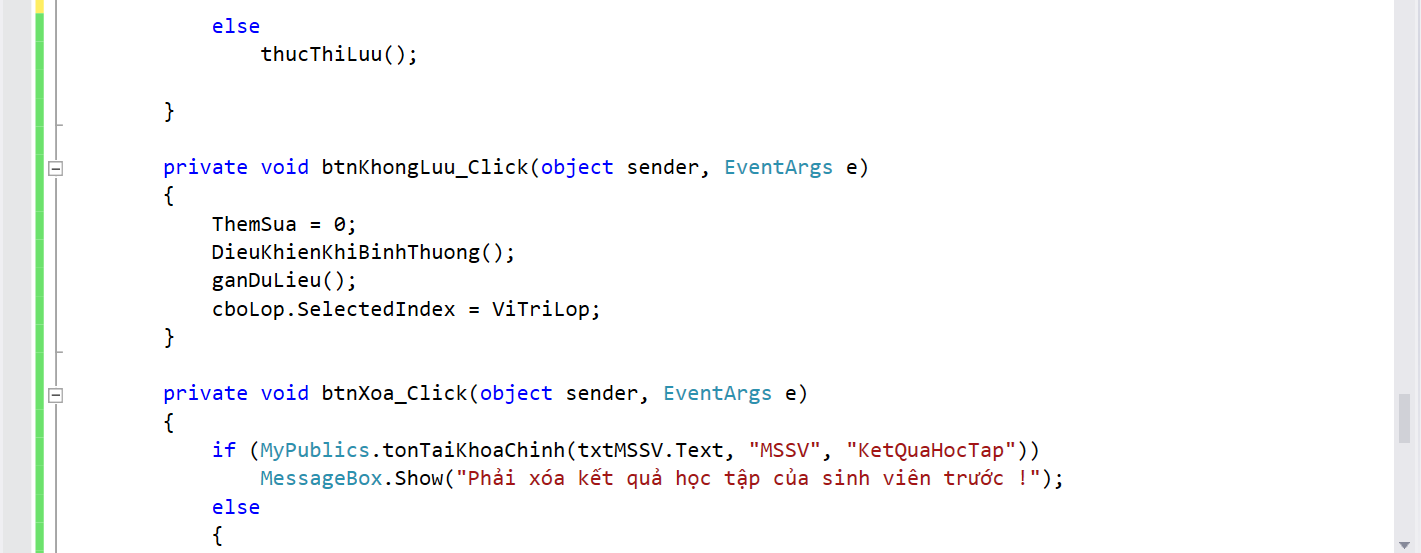 else
thucThiLuu();
}
private void btnKhongLuu_Click(object sender, EventArgs e)
{
ThemSua = 0;
DieuKhienKhiBinhThuong();
ganDuLieu();
cboLop.SelectedIndex = ViTriLop;
}
private void btnXoa_Click(object sender, EventArgs e)
{
if (MyPublics.tonTaiKhoaChinh(txtMSSV.Text, "MSSV", "KetQuaHocTap"))
MessageBox.Show("Phải xóa kết quả học tập của sinh viên trước !");
else
{